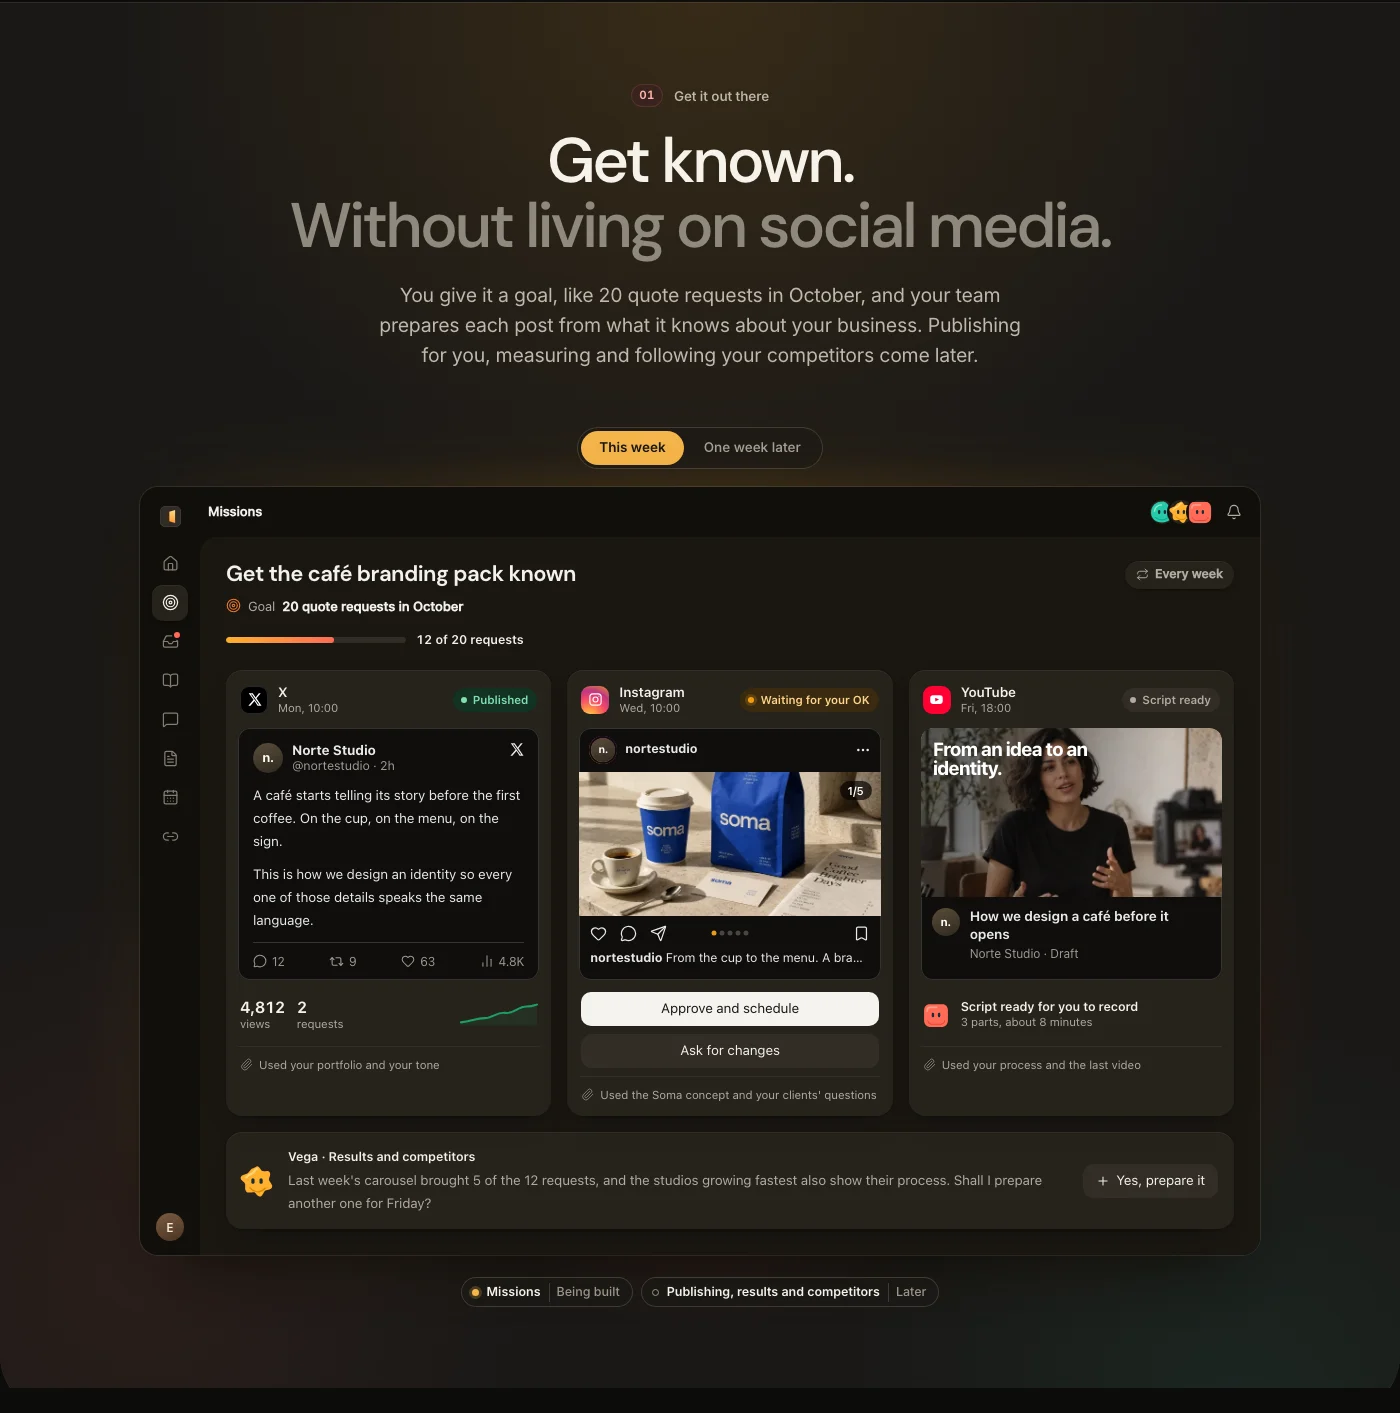 01 Get it out there
Get known.
Without living on social media.
You give it a goal, like 20 quote requests in October, and your team
prepares each post from what it knows about your business. Publishing
for you, measuring and following your competitors come later.
This week One week later
Missions
Get the café branding pack known
Every week
Goal 20 quote requests in October
12 of 20 requests
X
Mon, 10:00
Published
n.
Norte Studio
@nortestudio · 2h
A café starts telling its story before the first
coffee. On the cup, on the menu, on the
sign.
This is how we design an identity so every
one of those details speaks the same
language.
12 9 63 4.8K
4,812 2
views requests
Used your portfolio and your tone
Instagram
Wed, 10:00
Waiting for your OK
n. nortestudio
1/5
soma
soma
soma
Good
Coffee
Brighter
Days
nortestudio From the cup to the menu. A bra...
Approve and schedule
Ask for changes
Used the Soma concept and your clients' questions
YouTube
Fri, 18:00
Script ready
From an idea to an
identity.
n.
How we design a café before it
opens
Norte Studio · Draft
Script ready for you to record
3 parts, about 8 minutes
Used your process and the last video
Vega · Results and competitors
Last week's carousel brought 5 of the 12 requests, and the studios growing fastest also show their process. Shall I prepare
another one for Friday?
Yes, prepare it
E
Missions Being built
Publishing, results and competitors Later